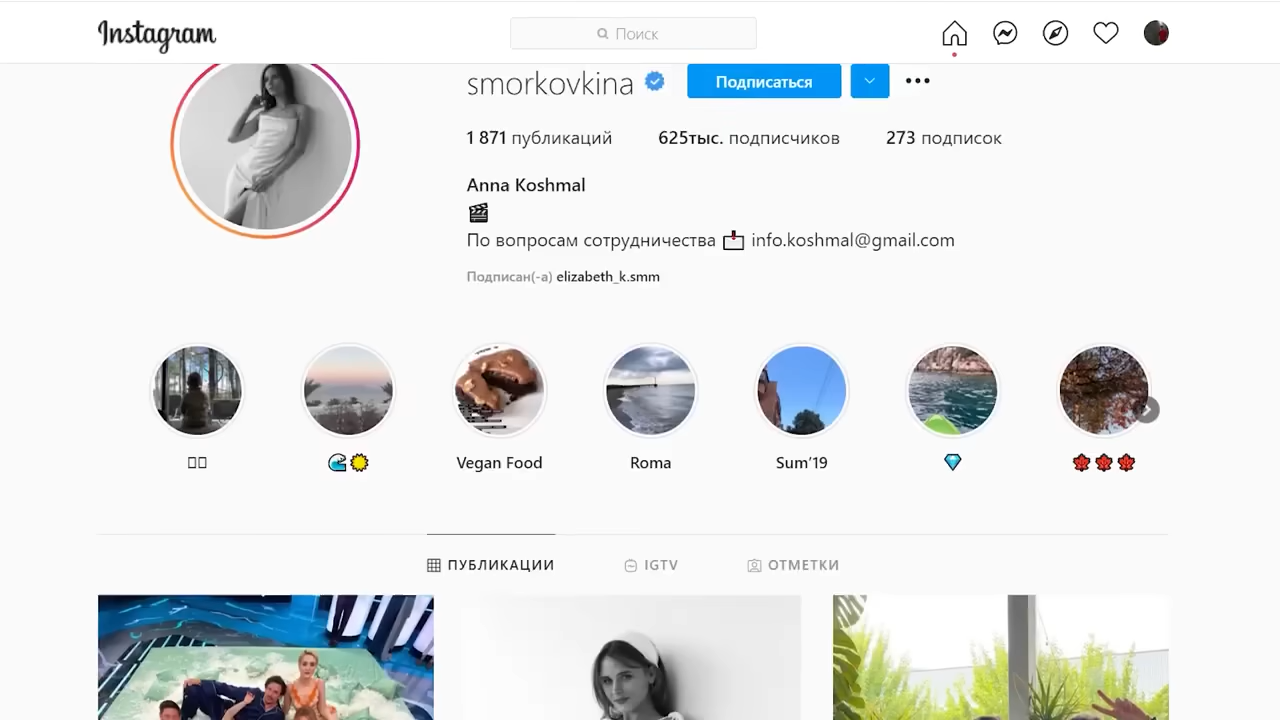 Instagram
Поиск
smorkovkina
Подписаться
1 871 публикаций 625тыс. подписчиков 273 подписок
Anna Koshmal
🎬
По вопросам сотрудничества 📩 info.koshmal@gmail.com
Подписан(-а) elizabeth_k.smm
Vegan Food Roma Sum'19
ПУБЛИКАЦИИ IGTV ОТМЕТКИ